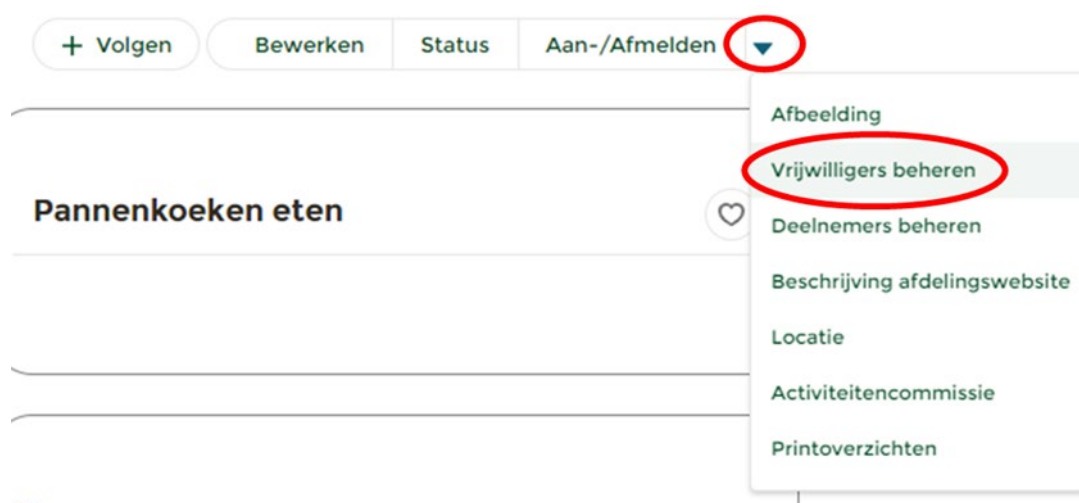 + Volgen Bewerken Status Aan-/Afmelden
Afbeelding
Vrijwilligers beheren
Pannenkoeken eten
Deelnemers beheren
Beschrijving afdelingswebsite
Locatie
Activiteitencommissie
Printoverzichten